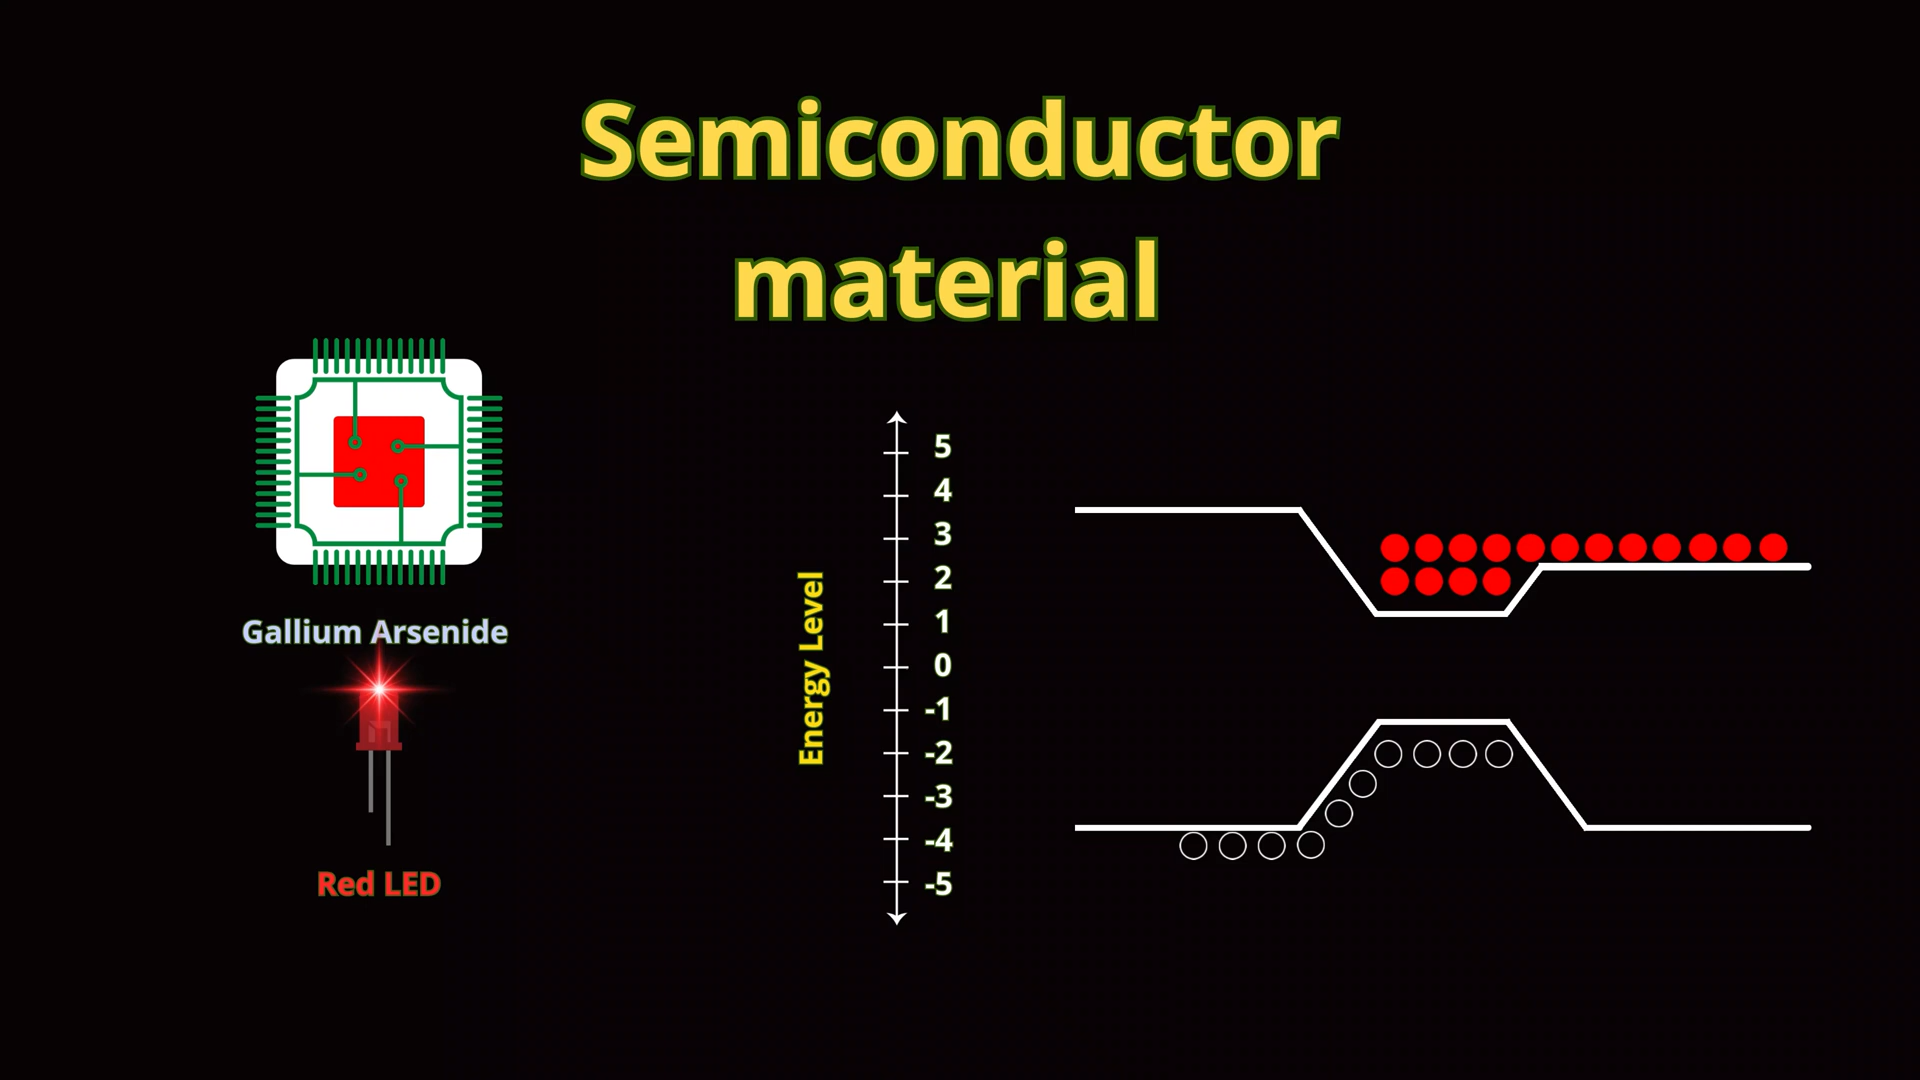 Semiconductor
material
Gallium Arsenide
Red LED
Energy Level
5
4
3
2
1
0
-1
-2
-3
-4
-5